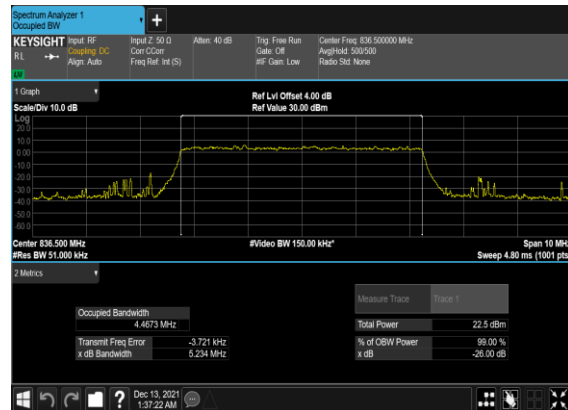 Spectrum Analyzer 1
Occupied BW
+
KEYSIGHT Input: RF Input Z: 50 Ω Atten: 40 dB Trig: Free Run Center Freq: 836.500000 MHz
RL Coupling: DC Corr CCorr Gate: Off Avg|Hold: 500/500
Align: Auto Freq Ref: Int (S) #IF Gain: Low Radio Std: None
1 Graph
Ref Lvl Offset 4.00 dB
Scale/Div 10.0 dB Ref Value 30.00 dBm
Log
20.0
10.0
0.00
-10.0
-20.0
-30.0
-40.0
-50.0
-60.0
Center 836.500 MHz #Video BW 150.00 kHz* Span 10 MHz
#Res BW 51.000 kHz Sweep 4.80 ms (1001 pts
2 Metrics
Measure Trace Trace 1
Occupied Bandwidth
4.4673 MHz Total Power 22.5 dBm
Transmit Freq Error -3.721 kHz % of OBW Power 99.00 %
x dB Bandwidth 5.234 MHz x dB -26.00 dB
? Dec 13, 2021
1:37:22 AM